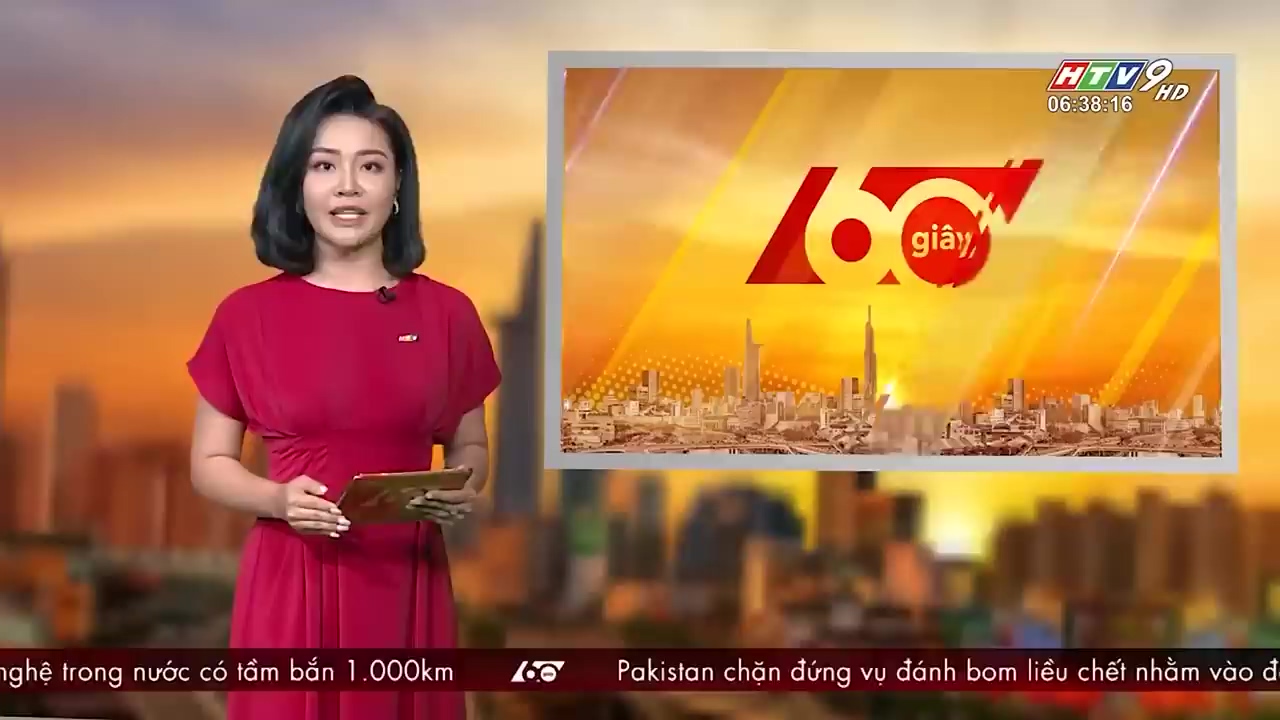 HTV9 HD
06:38:16
60 giây
nghệ trong nước có tầm bắn 1.000km 60 Pakistan chặn đứng vụ đánh bom liều chết nhằm vào